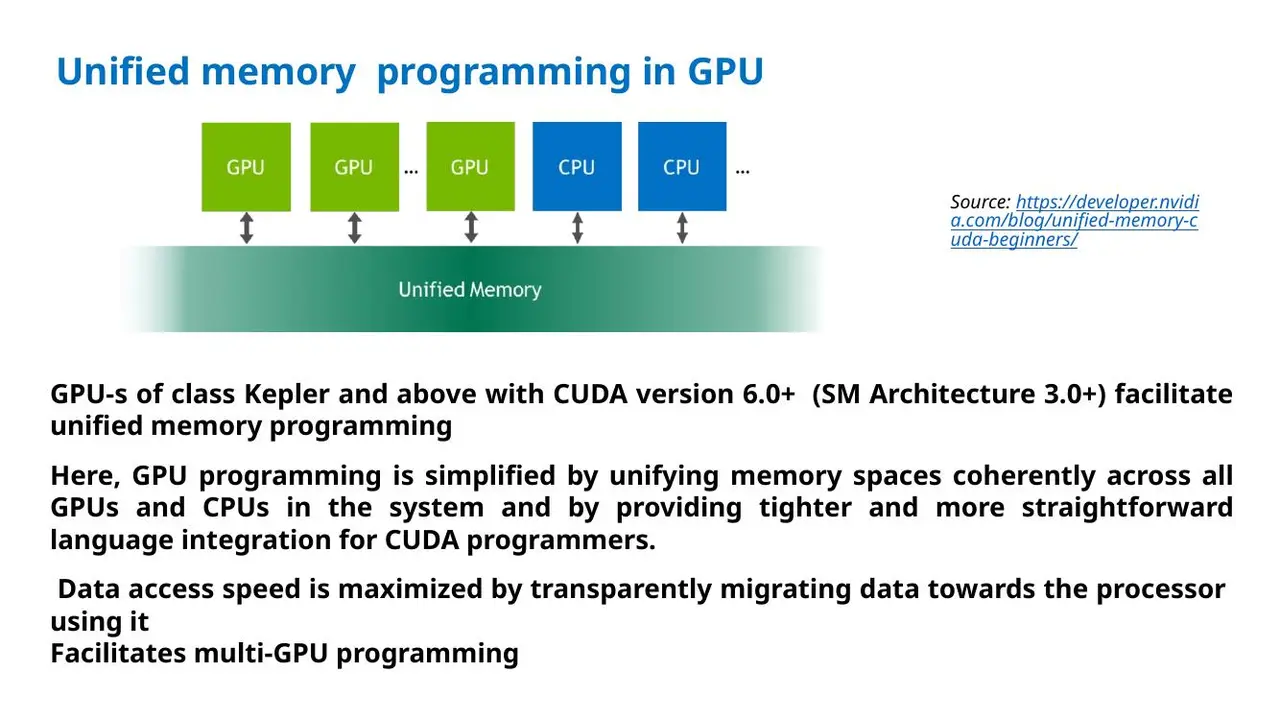 Unified memory  programming in GPU
GPU
GPU
...
GPU
CPU
CPU
...
Unified Memory
Source: https://developer.nvidi
a.com/blog/unified-memory-c
uda-beginners/
GPU-s of class Kepler and above with CUDA version 6.0+  (SM Architecture 3.0+) facilitate
unified memory programming
Here, GPU programming is simplified by unifying memory spaces coherently across all
GPUs and CPUs in the system and by providing tighter and more straightforward
language integration for CUDA programmers.
Data access speed is maximized by transparently migrating data towards the processor
using it
Facilitates multi-GPU programming